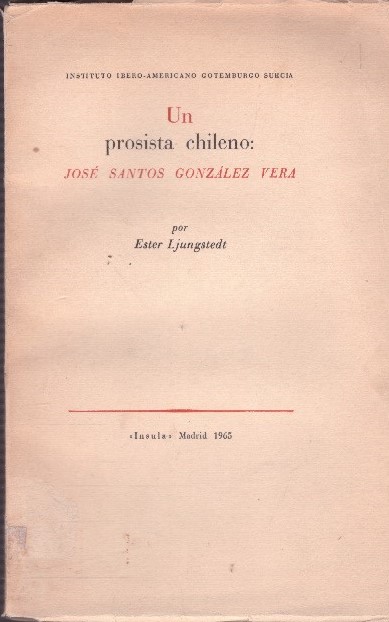 INSTITUTO IBERO-AMERICANO GOTEMBURGO SUECIA
Un
prosista chileno:
JOSÉ SANTOS GONZÁLEZ VERA
por
Ester Ljungstedt
«Insula» Madrid 1965